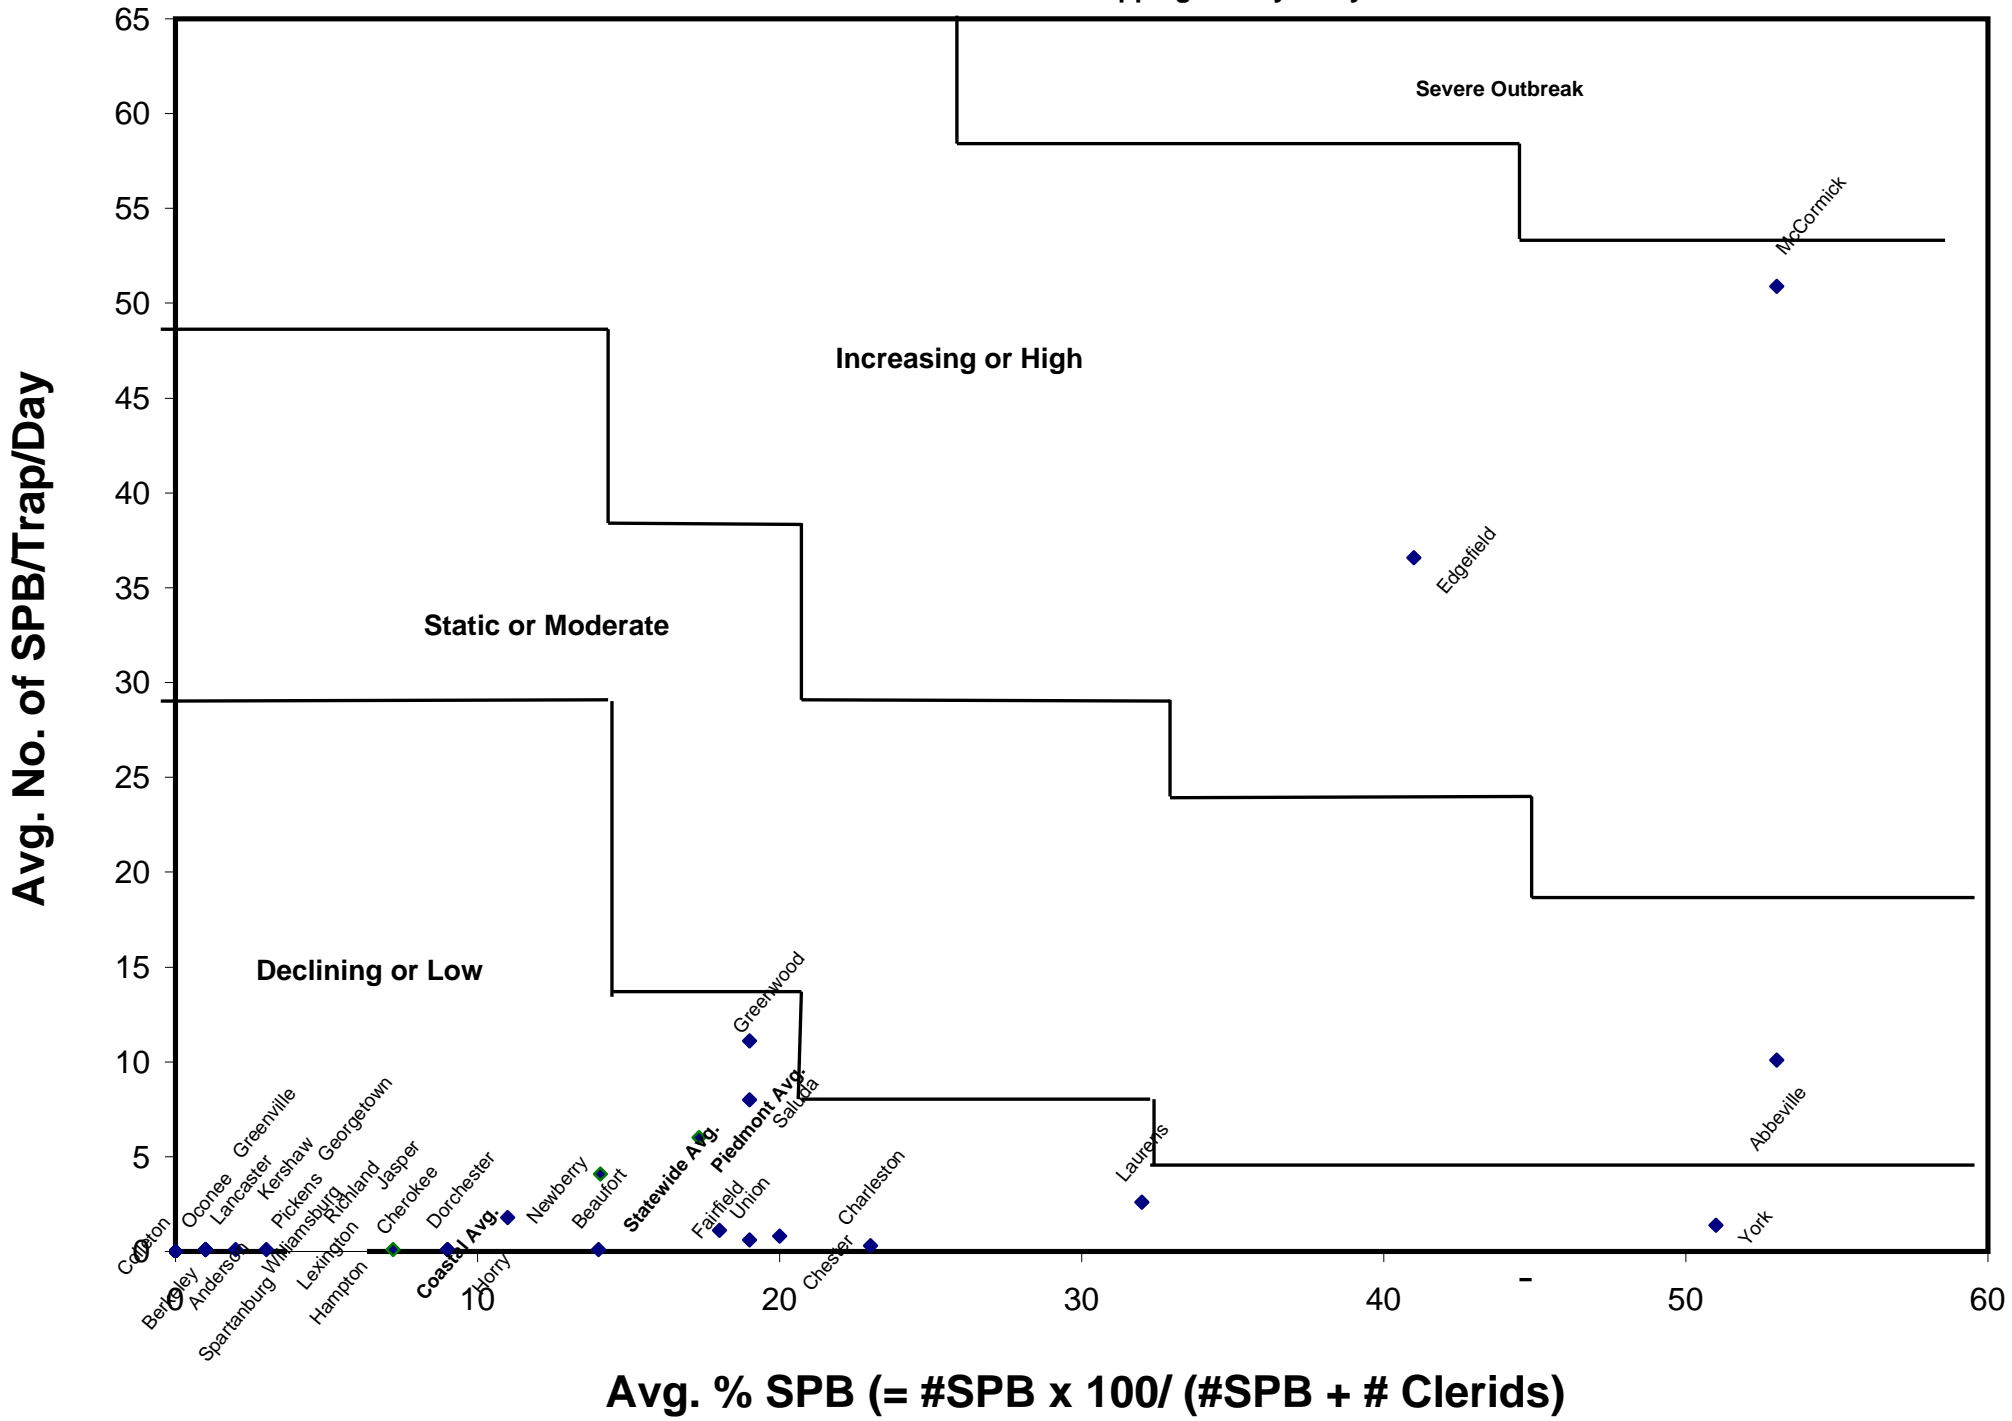 65
60
55
50
45
40
35
30
25
20
15
10
5
0
Avg. No. of SPB/Trap/Day
Severe Outbreak
McCormick
Increasing or High
Edgefield
Static or Moderate
Declining or Low
Greenwood
Piedmont Avg.
Saluda
Statewide Avg.
Abbeville
Laurens
York
Charleston
Chester
Union
Fairfield
Beaufort
Newberry
Horry
Coastal Avg.
Dorchester
Cherokee
Jasper
Richland
Georgetown
Greenville
Kershaw
Lancaster
Oconee
Pickens
Williamsburg
Lexington
Hampton
Spartanburg
Anderson
Berkeley
Colleton
0
10
20
30
40
50
60
Avg. % SPB (= #SPB x 100/ (#SPB + # Clerids)